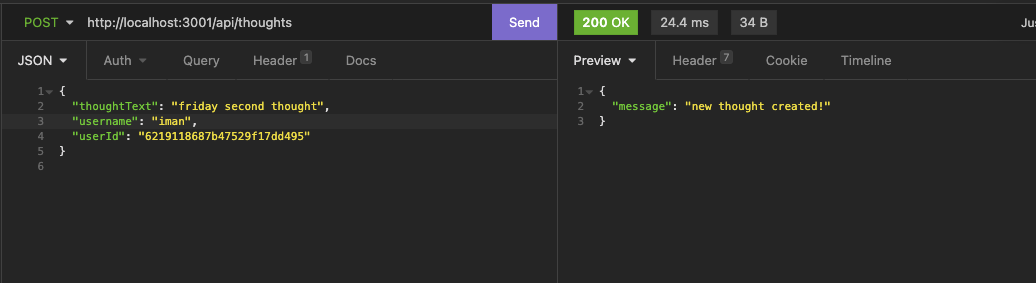 POST http://localhost:3001/api/thoughts Send 200 OK 24.4 ms 34 B
JSON Auth Query Header 1 Docs Preview Header 7 Cookie Timeline
1 {
2 "thoughtText": "friday second thought",
3 "username": "iman",
4 "userId": "6219118687b47529f17dd495"
5 }
6
1 {
2 "message": "new thought created!"
3 }